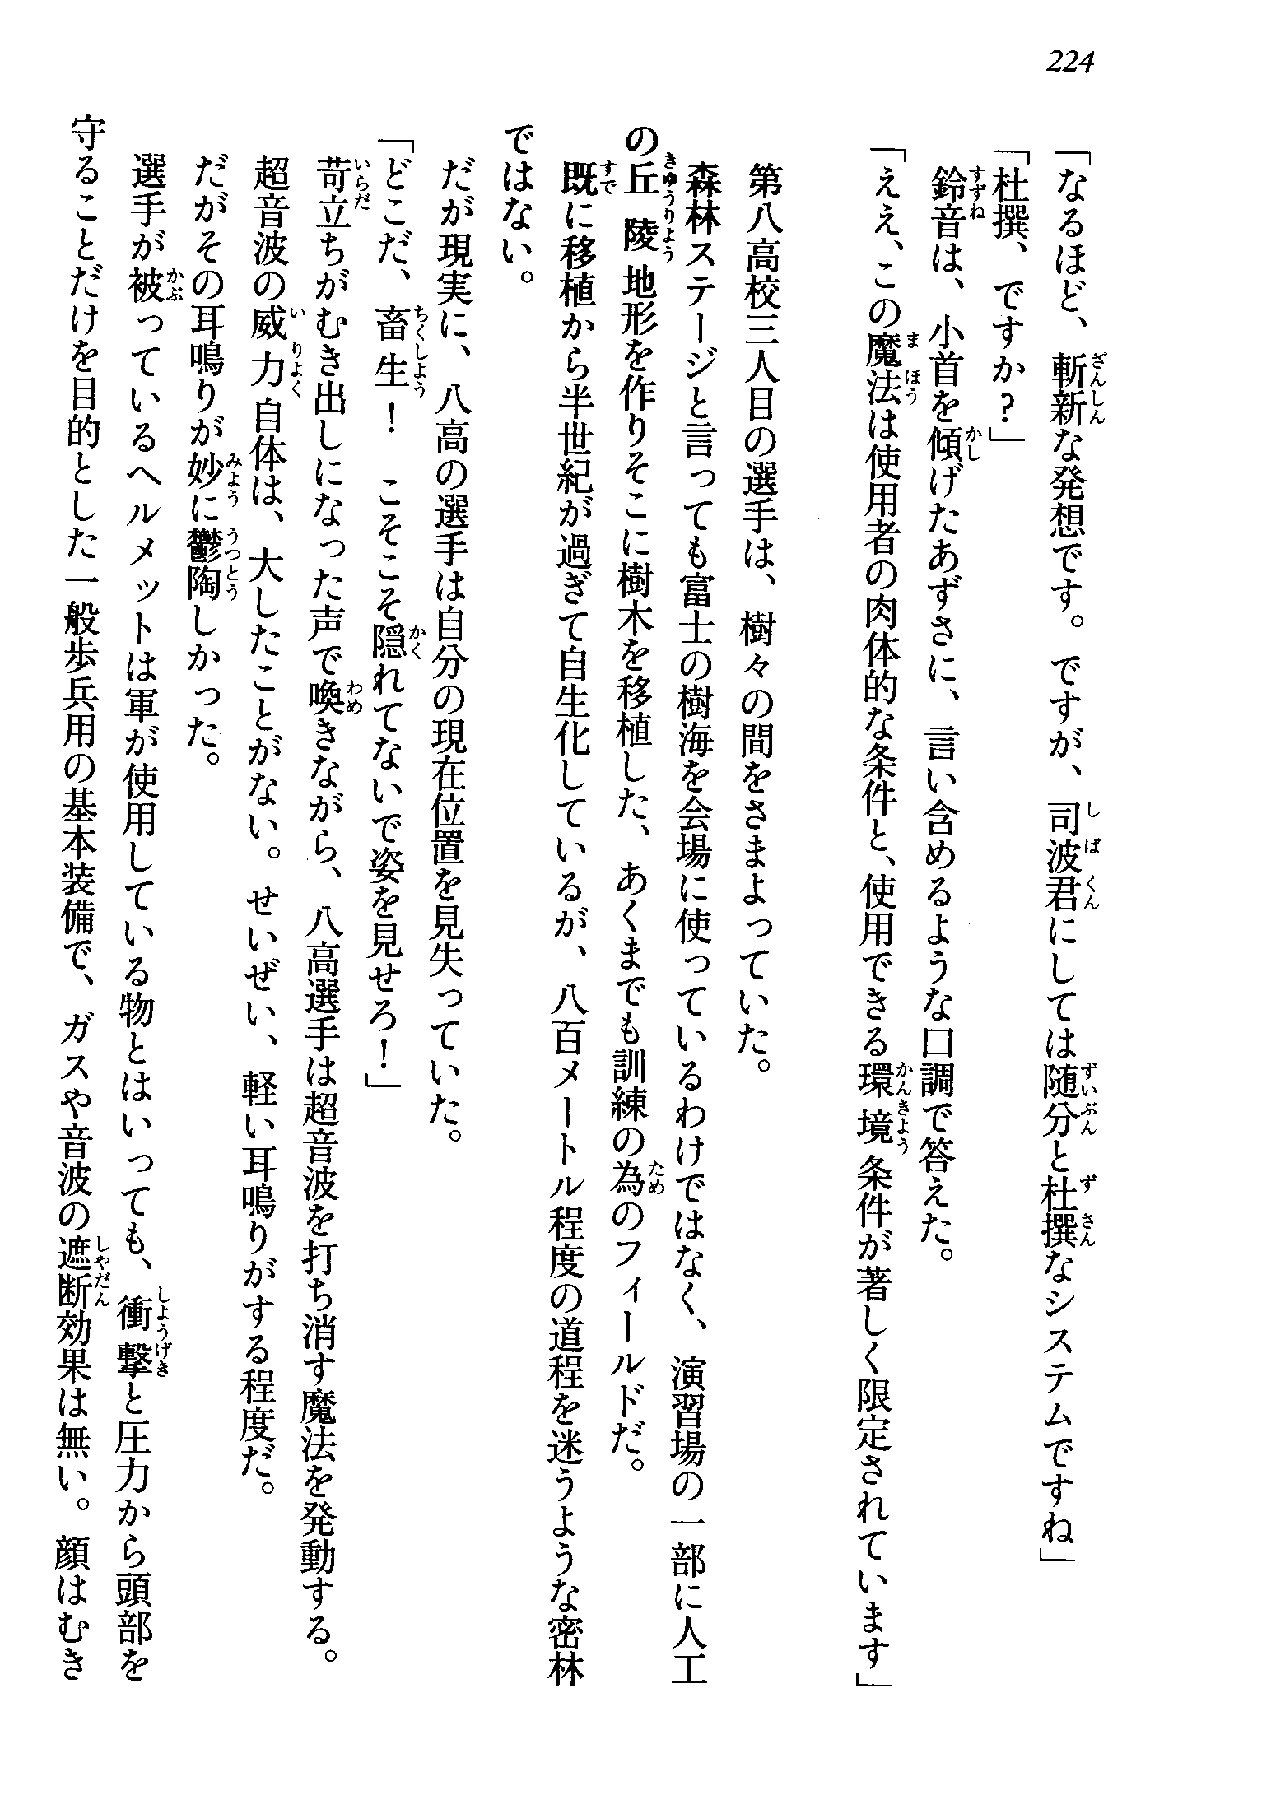 224
「なるほど、斬新な発想です。ですが、司波君にしては随分と杜撰なシステムですね」
「杜撰、ですか?」
鈴音は、小首を傾げたあずさに、言い含めるような口調で答えた。
「ええ、この魔法は使用者の肉体的な条件と、使用できる環境条件が著しく限定されています」
第八高校三人目の選手は、樹々の間をさまよっていた。
森林ステージと言っても富士の樹海を会場に使っているわけではなく、演習場の一部に人工
の丘陵地形を作りそこに樹木を移植した、あくまでも訓練の為のフィールドだ。
既に移植から半世紀が過ぎて自生化しているが、八百メートル程度の道程を迷うような密林
ではない。
だが現実に、八高の選手は自分の現在位置を見失っていた。
「どこだ、畜生! こそこそ隠れてないで姿を見せろ!」
苛立ちがむき出しになった声で喚きながら、八高選手は超音波を打ち消す魔法を発動する。
超音波の威力自体は、大したことがない。せいぜい、軽い耳鳴りがする程度だ。
だがその耳鳴りが妙に鬱陶しかった。
選手が被っているヘルメットは軍が使用している物とはいっても、衝撃と圧力から頭部を
守ることだけを目的とした一般歩兵用の基本装備で、ガスや音波の遮断効果は無い。顔はむき